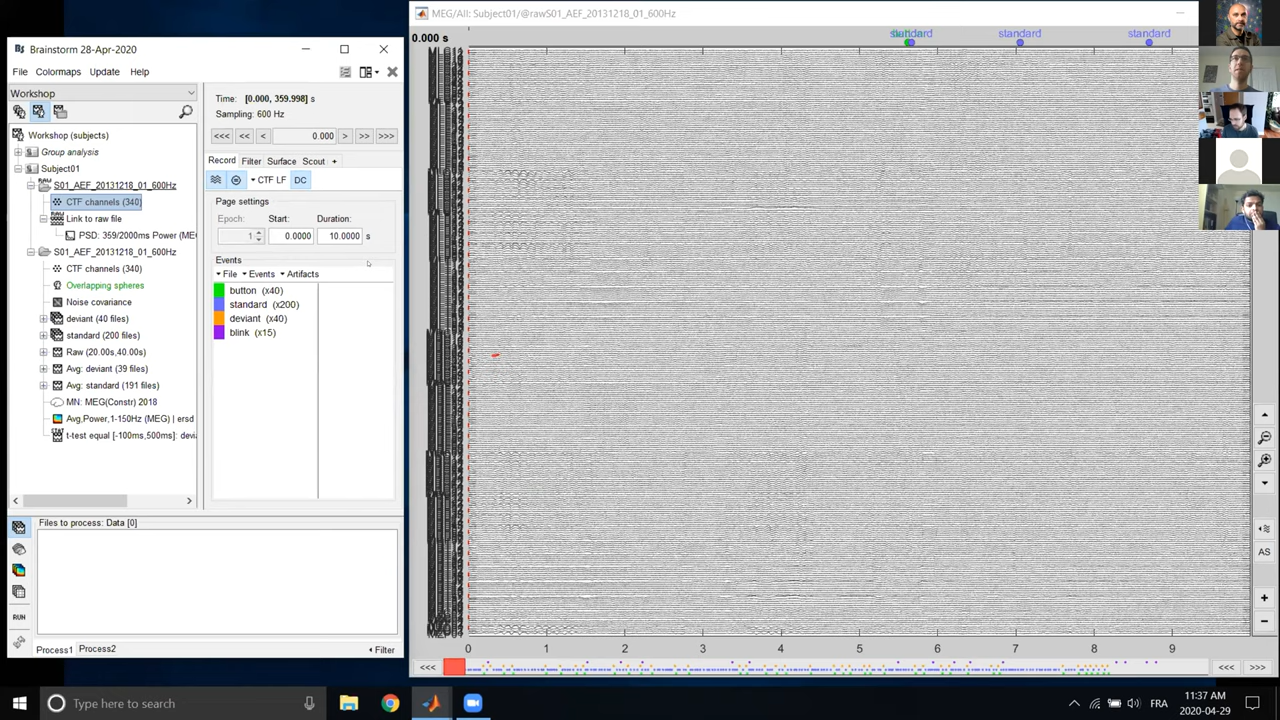 MEG/All: Subject01/@rawS01_AEF_20131218_01_600Hz
Brainstorm 28-Apr-2020
File Colormaps Update Help
Workshop
Workshop (subjects)
Group analysis
Subject01
S01_AEF_20131218_01_600Hz
CTF channels (340)
Link to raw file
PSD: 359/2000ms Power (MEG
S01_AEF_20131218_01_600Hz
CTF channels (340)
Overlapping spheres
Noise covariance
deviant (40 files)
standard (200 files)
Raw (20.00s,40.00s)
Avg: deviant (39 files)
Avg: standard (191 files)
MN: MEG(Constr) 2018
Avg,Power,1-150Hz (MEG) | ersd
t-test equal [-100ms,500ms]: devi
Time: [0.000, 359.998] s
Sampling: 600 Hz
<<< << < 0.000 > >> >>>
Record Filter Surface Scout +
CTF LF DC
Page settings
Epoch: Start: Duration:
1 0.0000 10.0000 s
Events
File Events Artifacts
button (x40)
standard (x200)
deviant (x40)
blink (x15)
Files to process: Data [0]
RUN
Process1 Process2 Filter
0.000 s
standard standard standard
AS
+
−
0 1 2 3 4 5 6 7 8 9
<<< <<< >>>
Type here to search
FRA
11:37 AM
2020-04-29